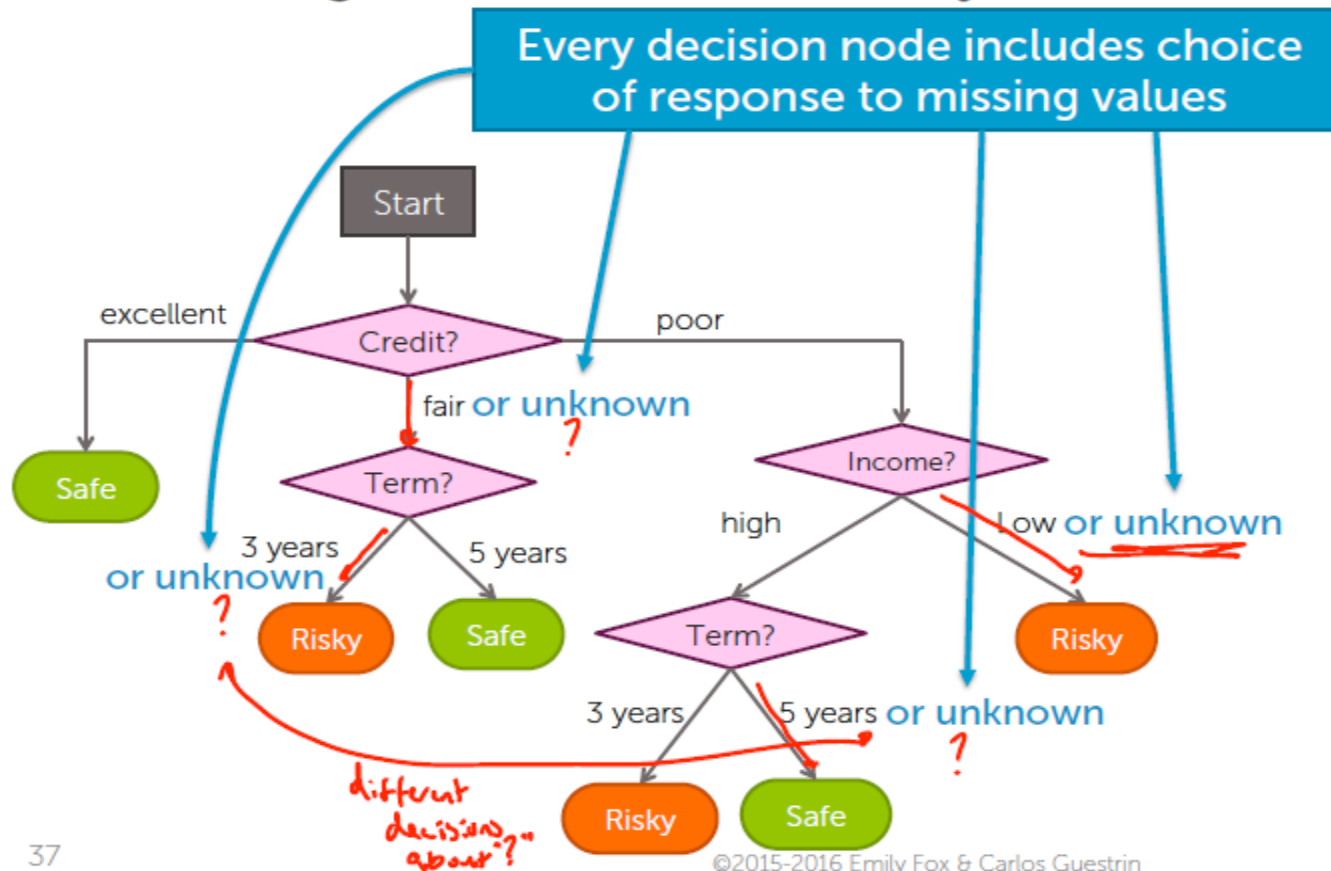 Every decision node includes choice
of response to missing values
Start
excellent
Credit?
poor
fair or unknown
?
Safe
Term?
Income?
3 years
or unknown
?
5 years
high
Low or unknown
Risky
Safe
Term?
Risky
3 years
5 years or unknown
?
different
decisions
about "?"
Risky
Safe
37
©2015-2016 Emily Fox & Carlos Guestrin